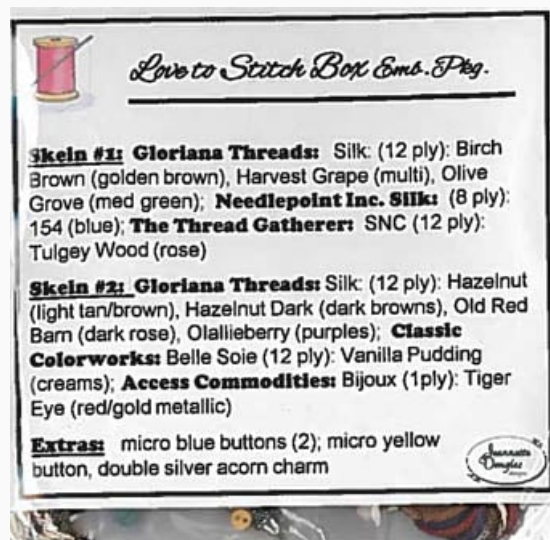 Love to Stitch Box Emb. Pkg.
Skein #1: Gloriana Threads: Silk: (12 ply): Birch
Brown (golden brown), Harvest Grape (multi), Olive
Grove (med green); Needlepoint Inc. Silk: (8 ply):
154 (blue); The Thread Gatherer: SNC (12 ply):
Tulgey Wood (rose)
Skein #2: Gloriana Threads: Silk: (12 ply): Hazelnut
(light tan/brown), Hazelnut Dark (dark browns), Old Red
Barn (dark rose), Olallieberry (purples); Classic
Colorworks: Belle Soie (12 ply): Vanilla Pudding
(creams); Access Commodities: Bijoux (1ply): Tiger
Eye (red/gold metallic)
Extras: micro blue buttons (2); micro yellow
button, double silver acorn charm
Jeannette
Douglas